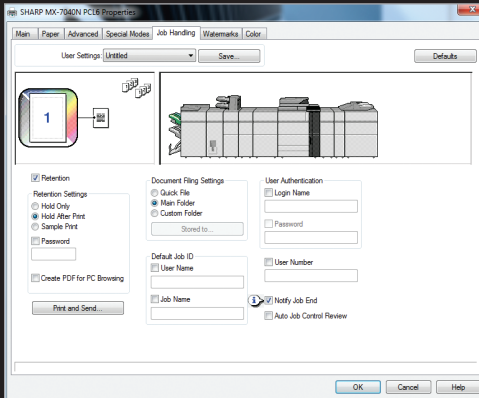 SHARP MX-7040N PCL6 Properties
Main Paper Advanced Special Modes Job Handling Watermarks Color
User Settings: Untitled Save... Defaults
1
Retention
Retention Settings
Hold Only
Hold After Print
Sample Print
Password
Create PDF for PC Browsing
Print and Send...
Document Filing Settings
Quick File
Main Folder
Custom Folder
Stored to...
Default Job ID
User Name
Job Name
User Authentication
Login Name
Password
User Number
Notify Job End
Auto Job Control Review
OK Cancel Help